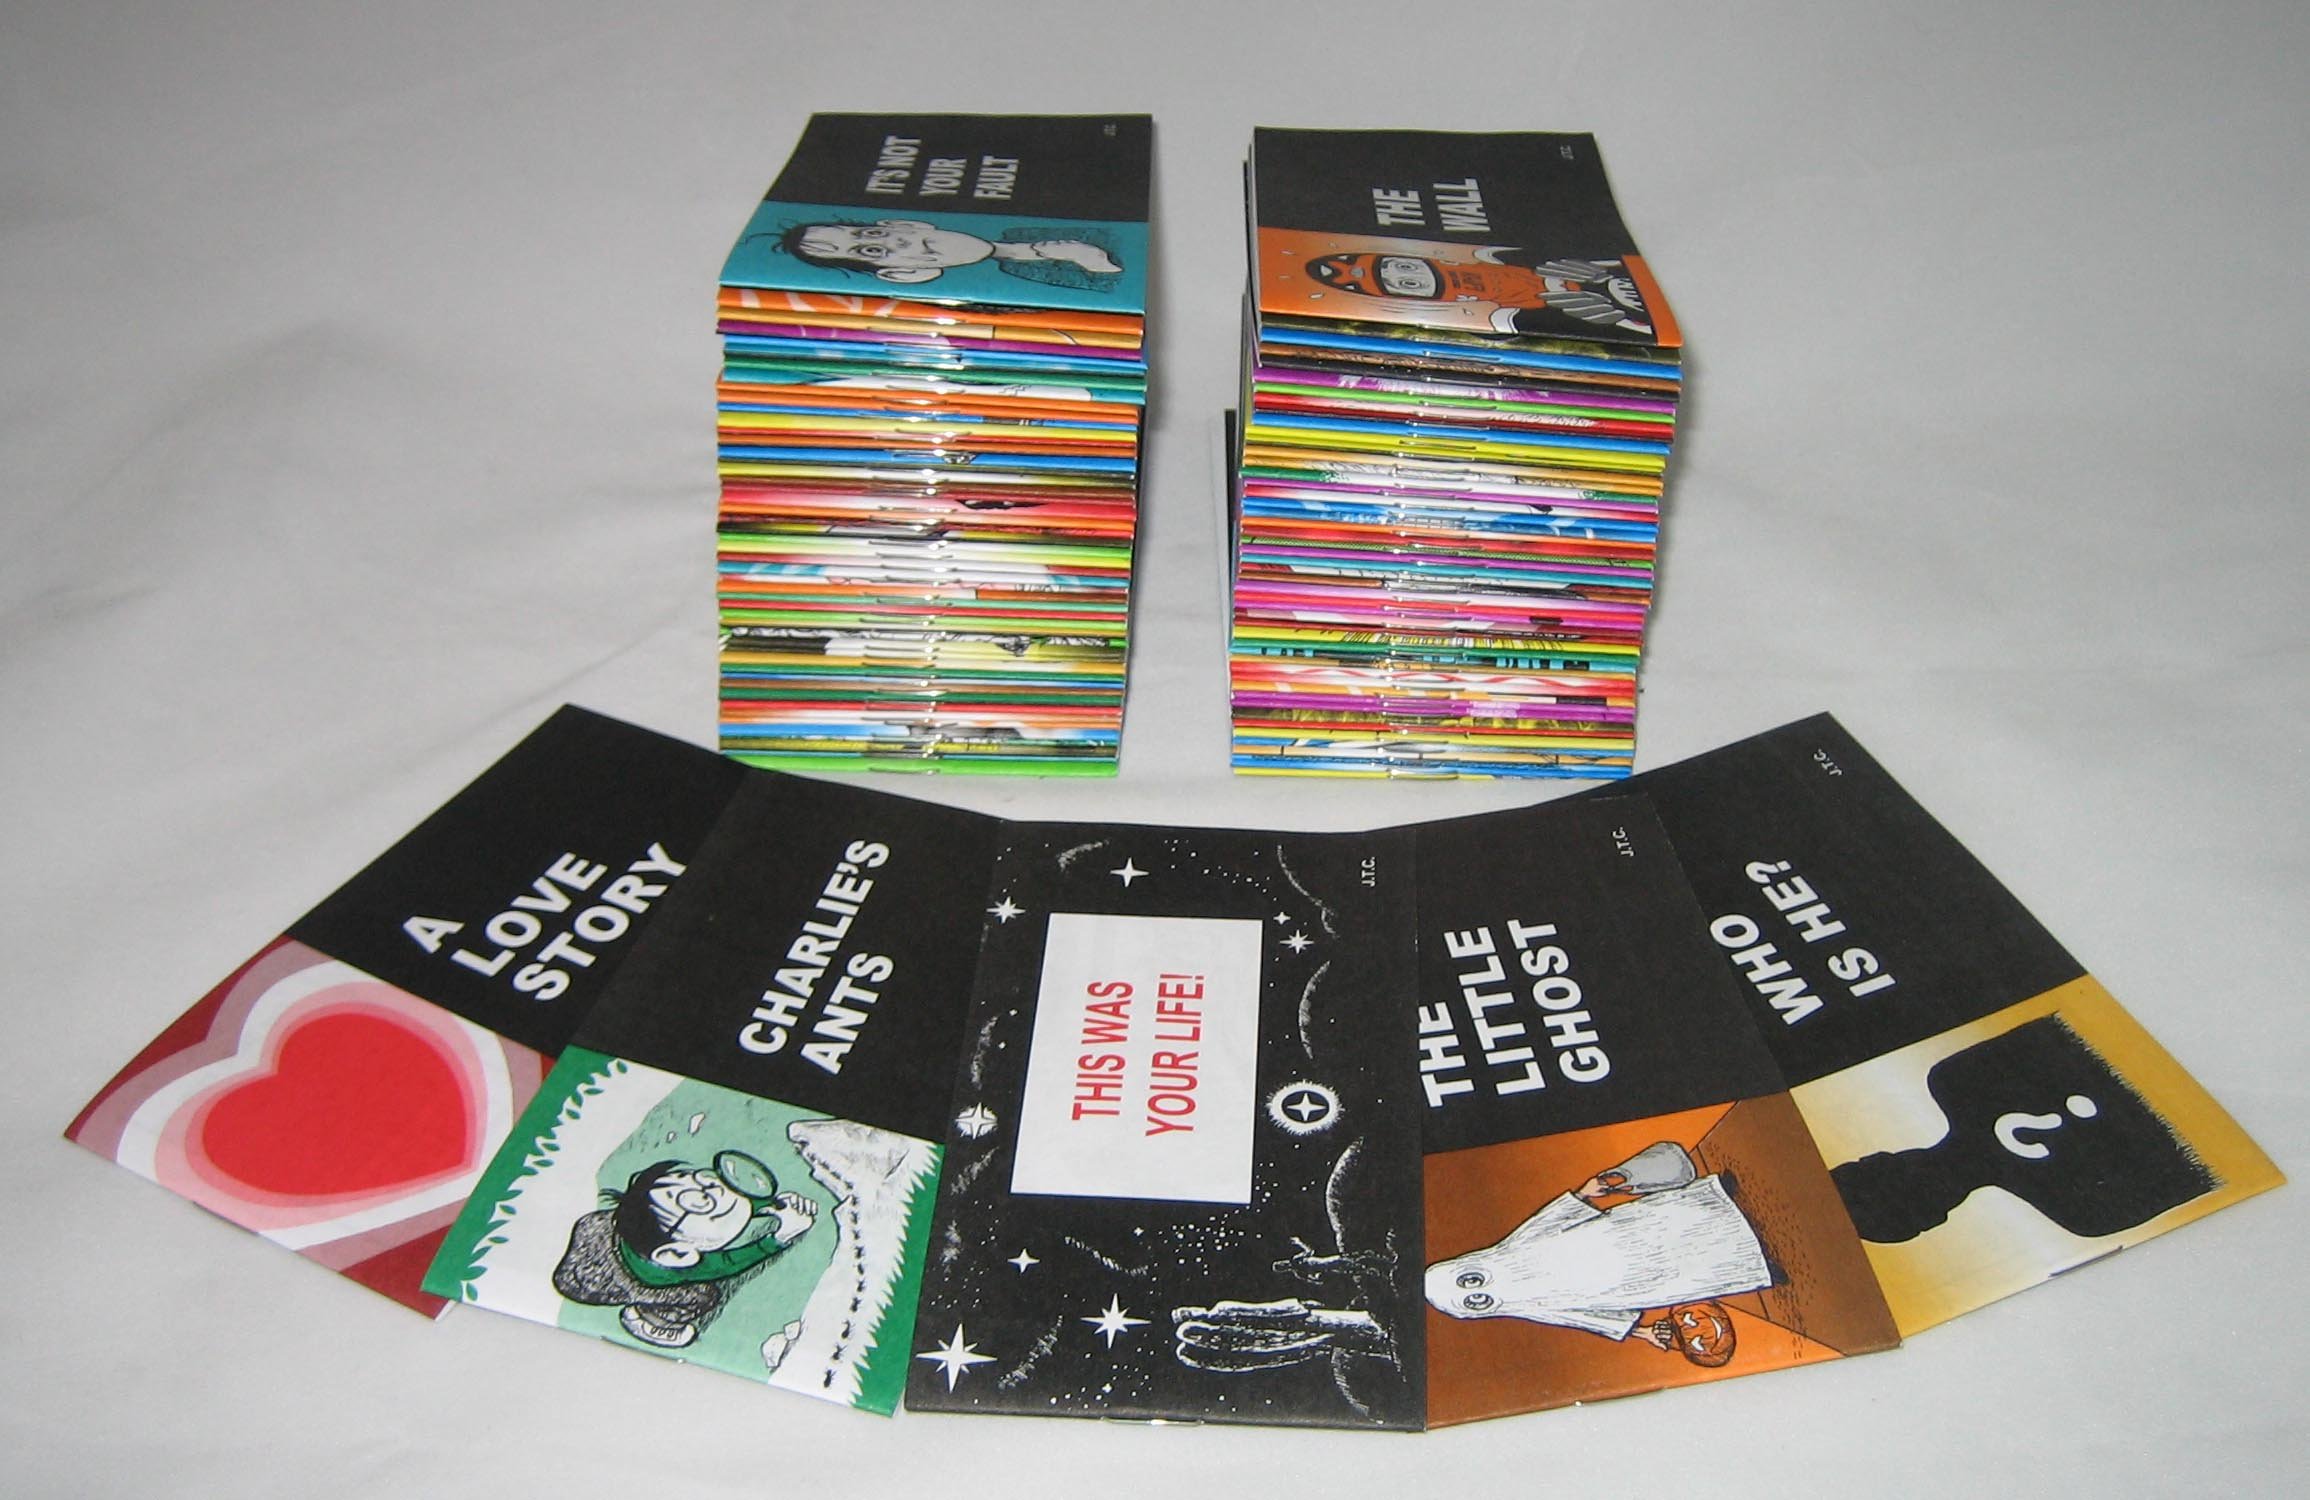 IT'S NOT
YOUR
FAULT
J.T.C.
THE
WALL
J.T.C.
A
LOVE
STORY
CHARLIE'S
ANTS
THIS WAS
YOUR LIFE!
J.T.C.
THE
LITTLE
GHOST
J.T.C.
WHO
IS HE?
J.T.C.